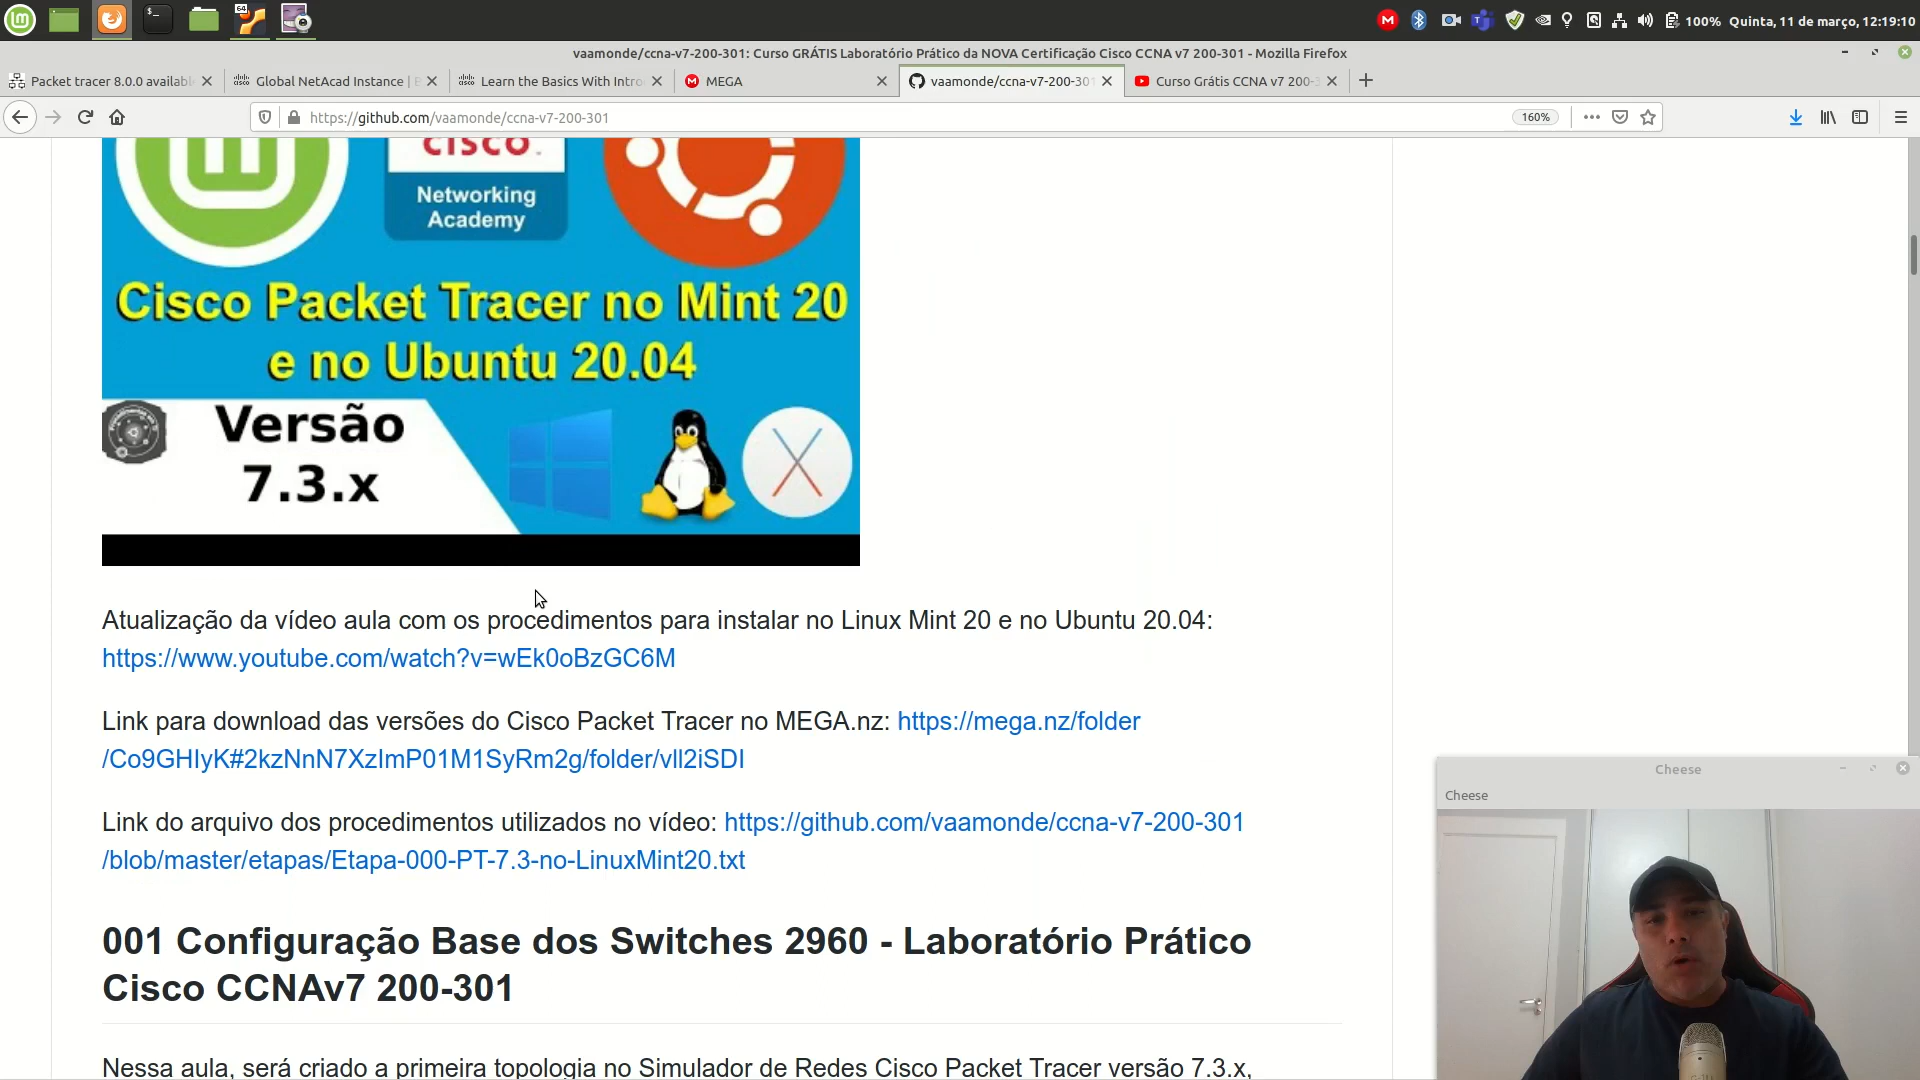 100% Quinta, 11 de março, 12:19:10
vaamonde/ccna-v7-200-301: Curso GRÁTIS Laboratório Prático da NOVA Certificação Cisco CCNA v7 200-301 - Mozilla Firefox
Packet tracer 8.0.0 availab
Global NetAcad Instance |
Learn the Basics With Intro
MEGA
vaamonde/ccna-v7-200-301
Curso Grátis CCNA v7 200-
https://github.com/vaamonde/ccna-v7-200-301
160%
cisco
Networking
Academy
Cisco Packet Tracer no Mint 20
e no Ubuntu 20.04
Versão
7.3.x
Atualização da vídeo aula com os procedimentos para instalar no Linux Mint 20 e no Ubuntu 20.04:
https://www.youtube.com/watch?v=wEk0oBzGC6M
Link para download das versões do Cisco Packet Tracer no MEGA.nz: https://mega.nz/folder
/Co9GHIyK#2kzNnN7XzImP01M1SyRm2g/folder/vll2iSDI
Link do arquivo dos procedimentos utilizados no vídeo: https://github.com/vaamonde/ccna-v7-200-301
/blob/master/etapas/Etapa-000-PT-7.3-no-LinuxMint20.txt
001 Configuração Base dos Switches 2960 - Laboratório Prático
Cisco CCNAv7 200-301
Nessa aula, será criado a primeira topologia no Simulador de Redes Cisco Packet Tracer versão 7.3.x,
Cheese
Cheese